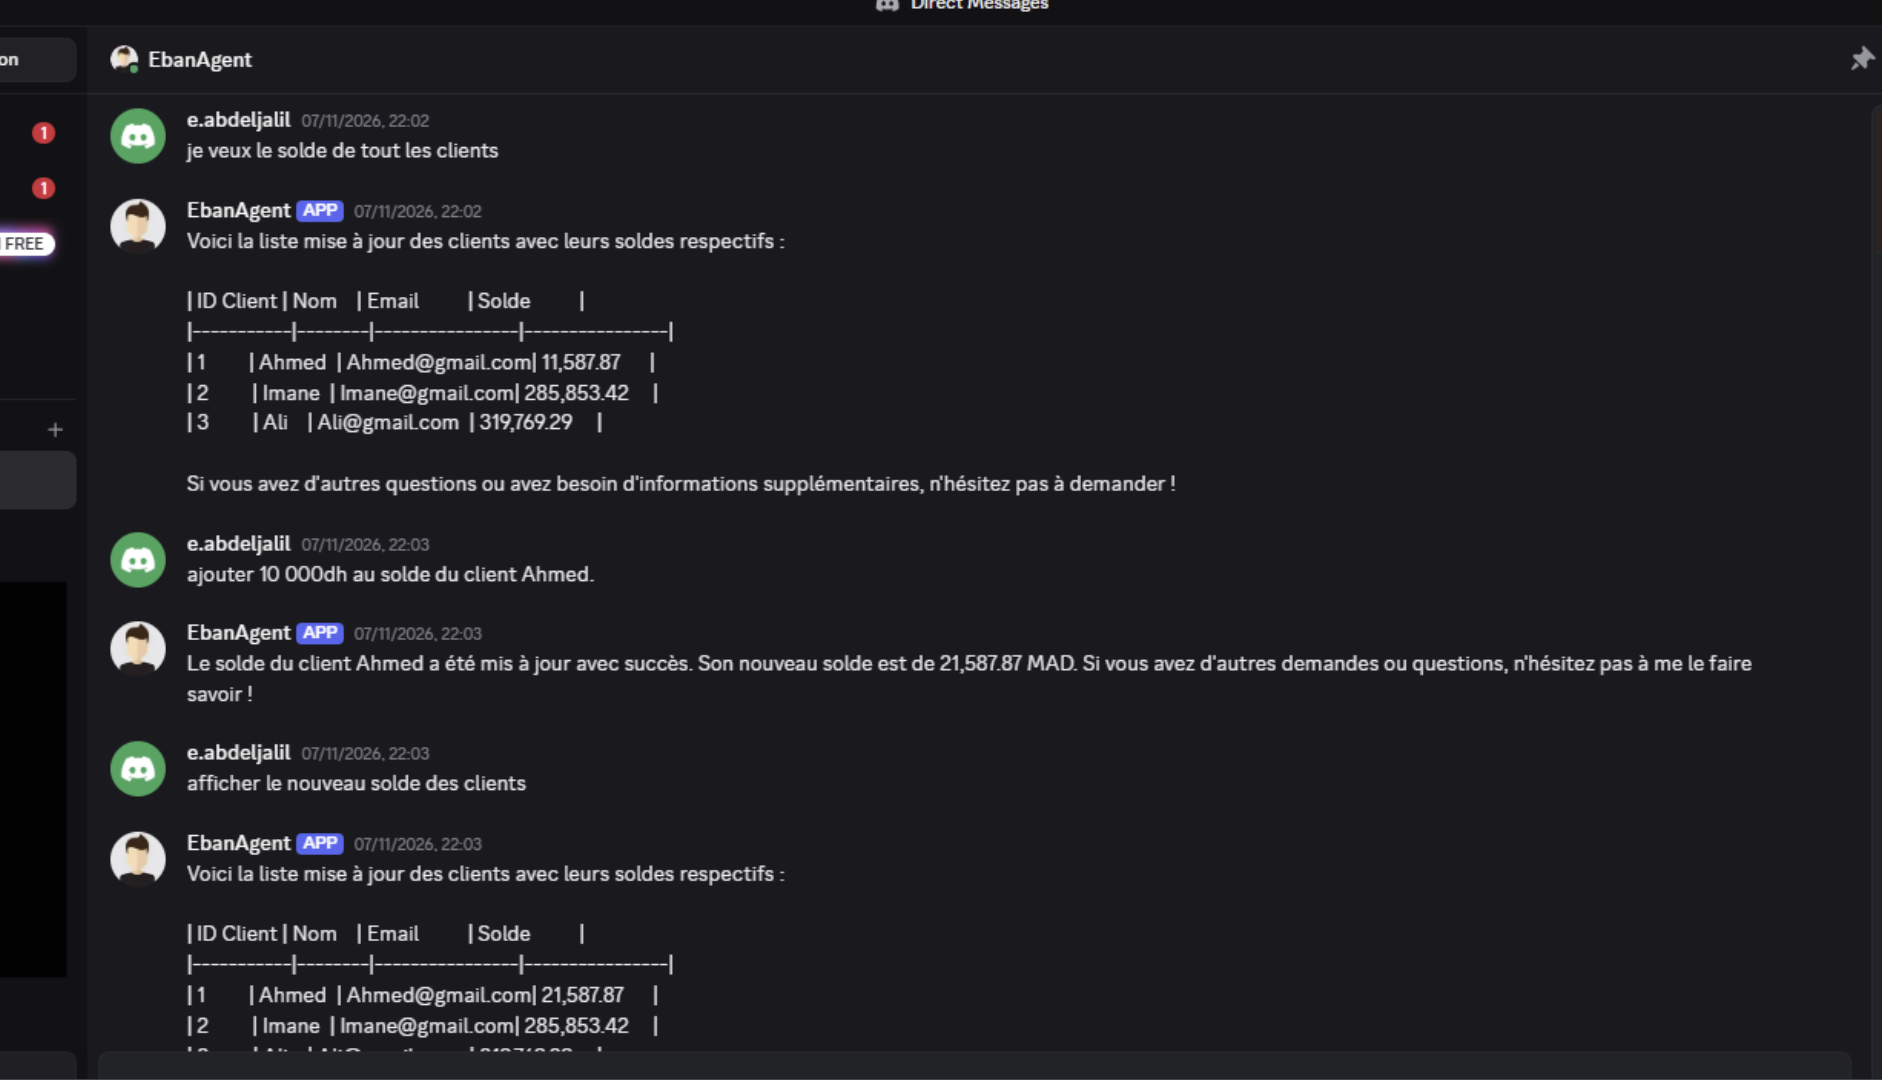 Direct Messages
on
EbanAgent
1
e.abdeljalil 07/11/2026, 22:02
je veux le solde de tout les clients
1
EbanAgent APP 07/11/2026, 22:02
FREE
Voici la liste mise à jour des clients avec leurs soldes respectifs :
| ID Client | Nom | Email | Solde |
|-----------|--------|----------------|----------------|
| 1 | Ahmed | Ahmed@gmail.com| 11,587.87 |
| 2 | Imane | Imane@gmail.com| 285,853.42 |
| 3 | Ali | Ali@gmail.com | 319,769.29 |
Si vous avez d'autres questions ou avez besoin d'informations supplémentaires, n'hésitez pas à demander !
e.abdeljalil 07/11/2026, 22:03
ajouter 10 000dh au solde du client Ahmed.
EbanAgent APP 07/11/2026, 22:03
Le solde du client Ahmed a été mis à jour avec succès. Son nouveau solde est de 21,587.87 MAD. Si vous avez d'autres demandes ou questions, n'hésitez pas à me le faire
savoir !
e.abdeljalil 07/11/2026, 22:03
afficher le nouveau solde des clients
EbanAgent APP 07/11/2026, 22:03
Voici la liste mise à jour des clients avec leurs soldes respectifs :
| ID Client | Nom | Email | Solde |
|-----------|--------|----------------|----------------|
| 1 | Ahmed | Ahmed@gmail.com| 21,587.87 |
| 2 | Imane | Imane@gmail.com| 285,853.42 |